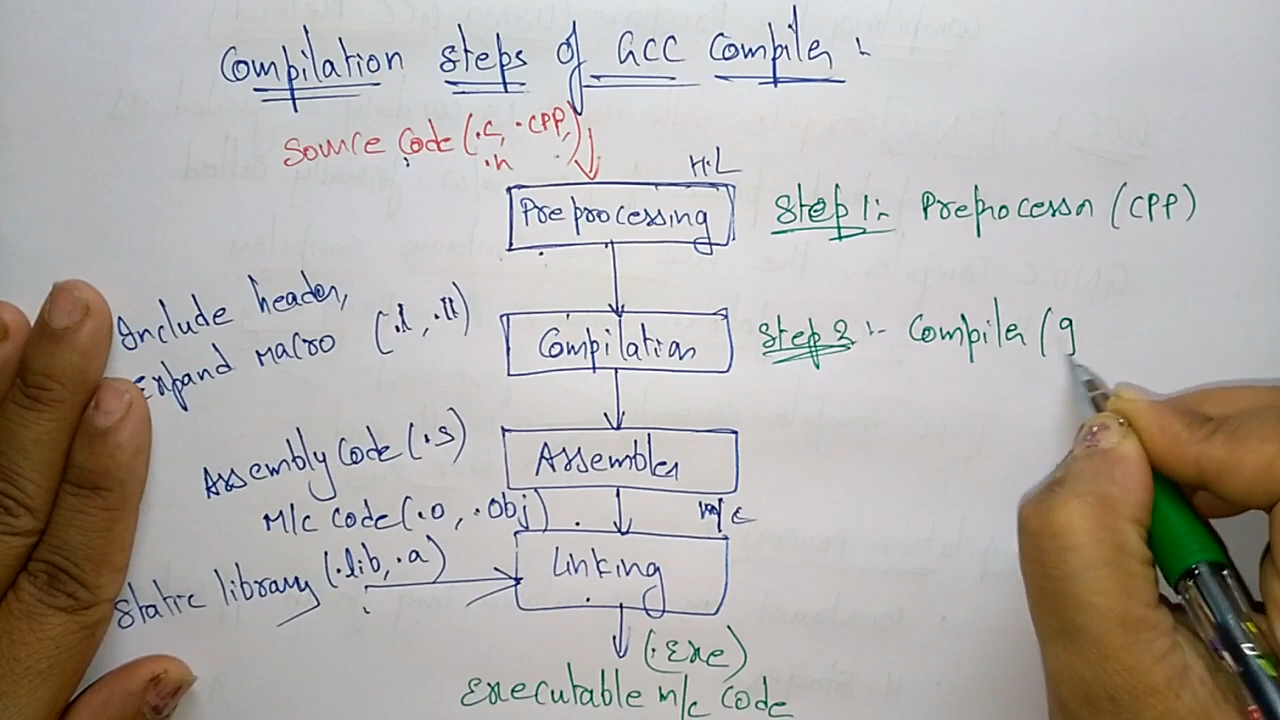 Compilation steps of GCC Compiler :
Source Code (.c, .CPP,
.h )
H.L
Preprocessing
Step 1:- Preprocessor (CPP)
Include header,
expand Macro (.i, .ii)
Compilation
Step 2:- Compiler (g
Assembly Code (.s)
Assembler
M/c Code (.o, .obj)
M/c
Static library (.lib, .a)
Linking
(.Exe)
Executable m/c Code